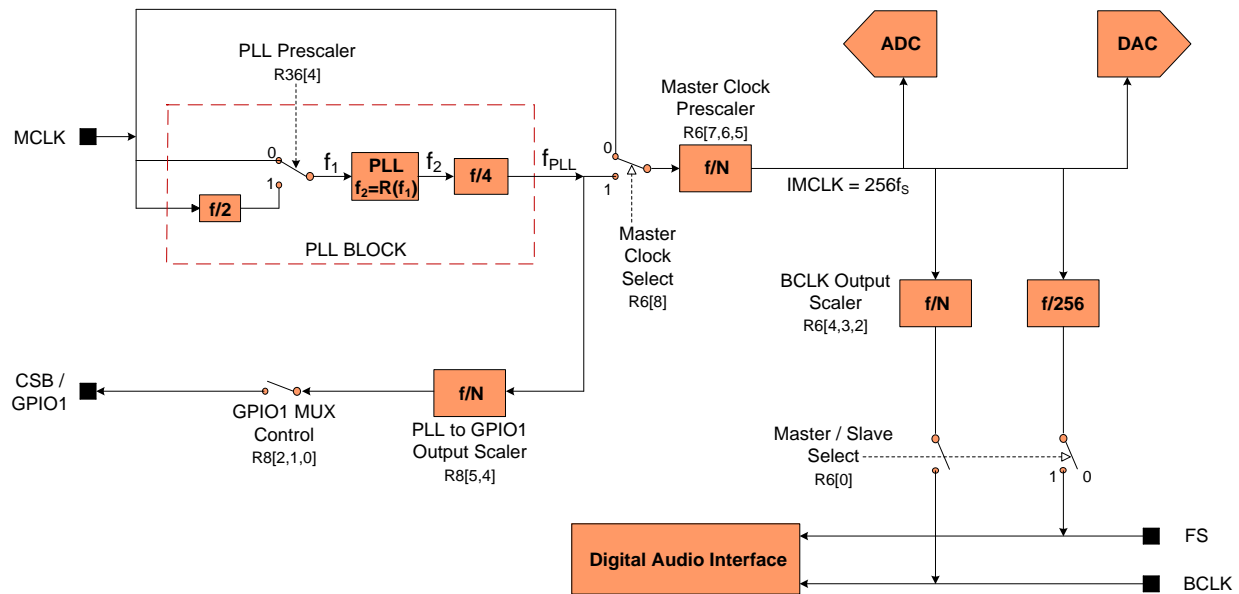 ADC
DAC
PLL Prescaler
R36[4]
Master Clock
Prescaler
R6[7,6,5]
MCLK
0
1
f1
PLL
f2=R(f1)
f2
f/4
fPLL
0
1
f/N
IMCLK = 256fS
f/2
PLL BLOCK
Master
Clock
Select
R6[8]
BCLK Output
Scaler
R6[4,3,2]
f/N
f/256
CSB /
GPIO1
GPIO1 MUX
Control
R8[2,1,0]
f/N
PLL to GPIO1
Output Scaler
R8[5,4]
Master / Slave
Select
R6[0]
1
0
Digital Audio Interface
FS
BCLK